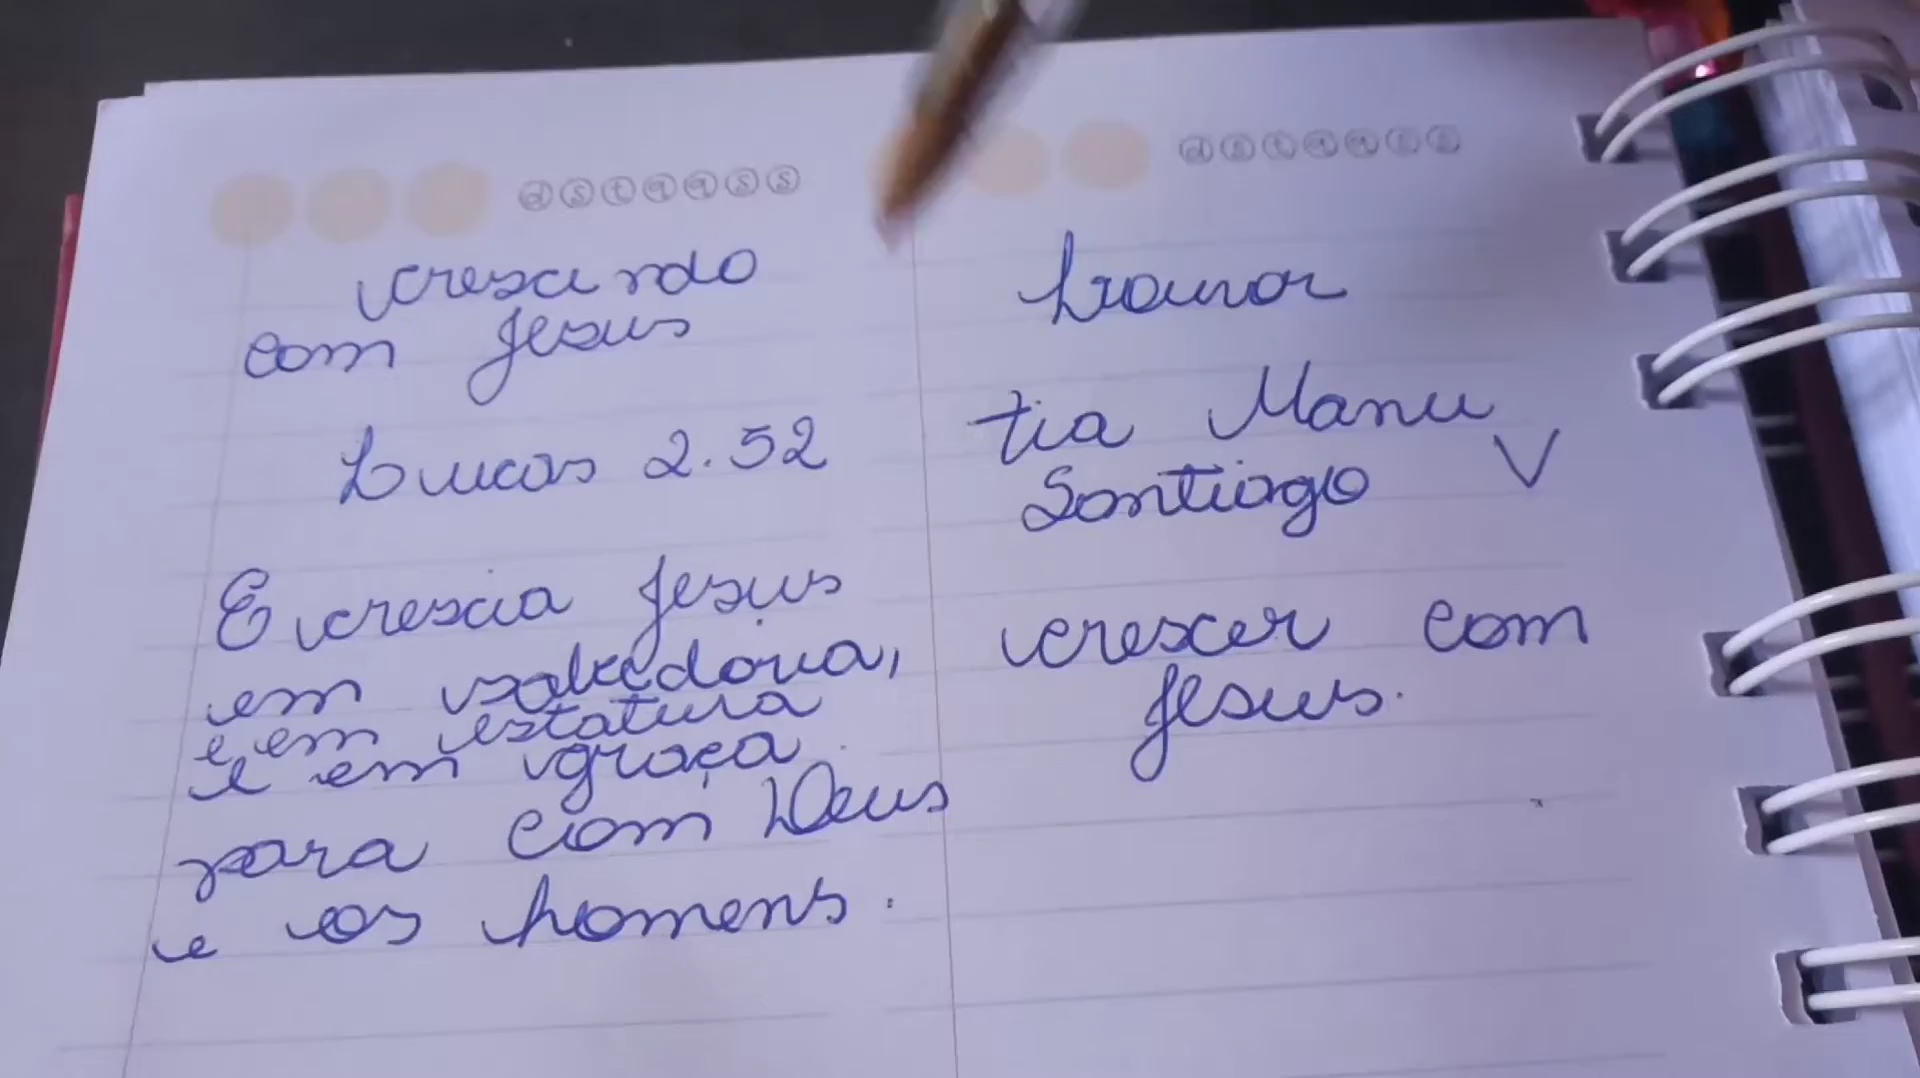 d s t q q s s
crescendo
com Jesus
Lucas 2.52
E crescia Jesus
em sabedoria,
e em estatura
e em graça
para com Deus
e os homens.
d s t q q s s
Louvor
tia Manu
Santiago
crescer com
Jesus.